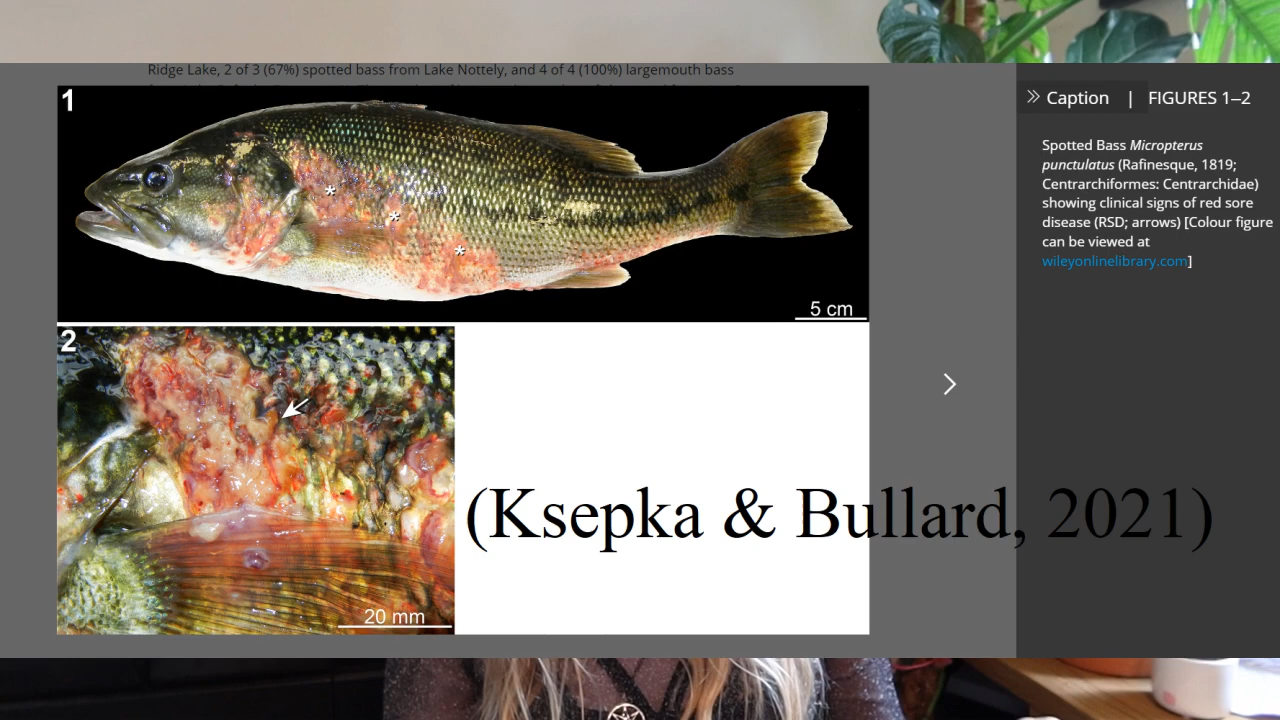 Ridge Lake, 2 of 3 (67%) spotted bass from Lake Nottely, and 4 of 4 (100%) largemouth bass
1
*
*
*
5 cm
2
20 mm
(Ksepka & Bullard, 2021)
Caption | FIGURES 1–2
Spotted Bass Micropterus
punctulatus (Rafinesque, 1819;
Centrarchiformes: Centrarchidae)
showing clinical signs of red sore
disease (RSD; arrows) [Colour figure
can be viewed at
wileyonlinelibrary.com]